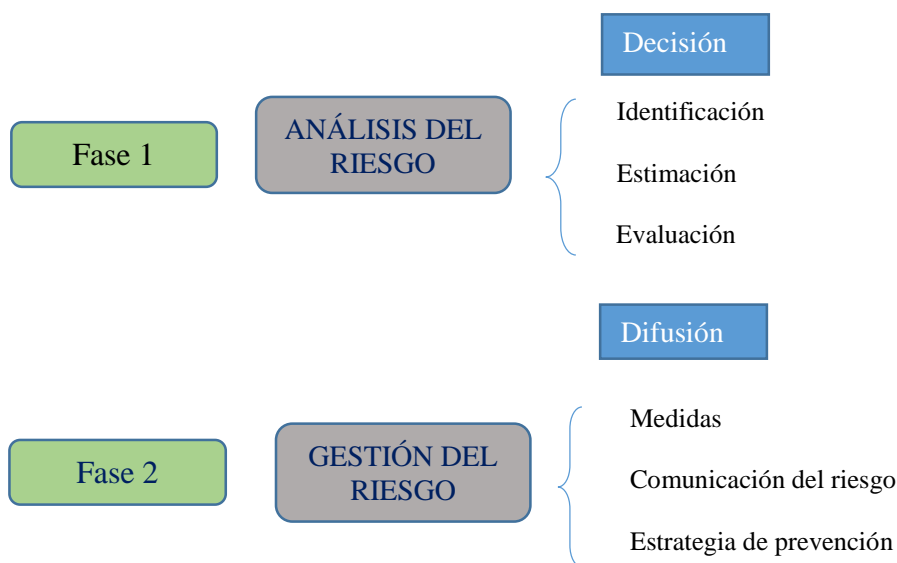 Decisión
Fase 1
ANÁLISIS DEL
RIESGO
Identificación
Estimación
Evaluación
Difusión
Fase 2
GESTIÓN DEL
RIESGO
Medidas
Comunicación del riesgo
Estrategia de prevención